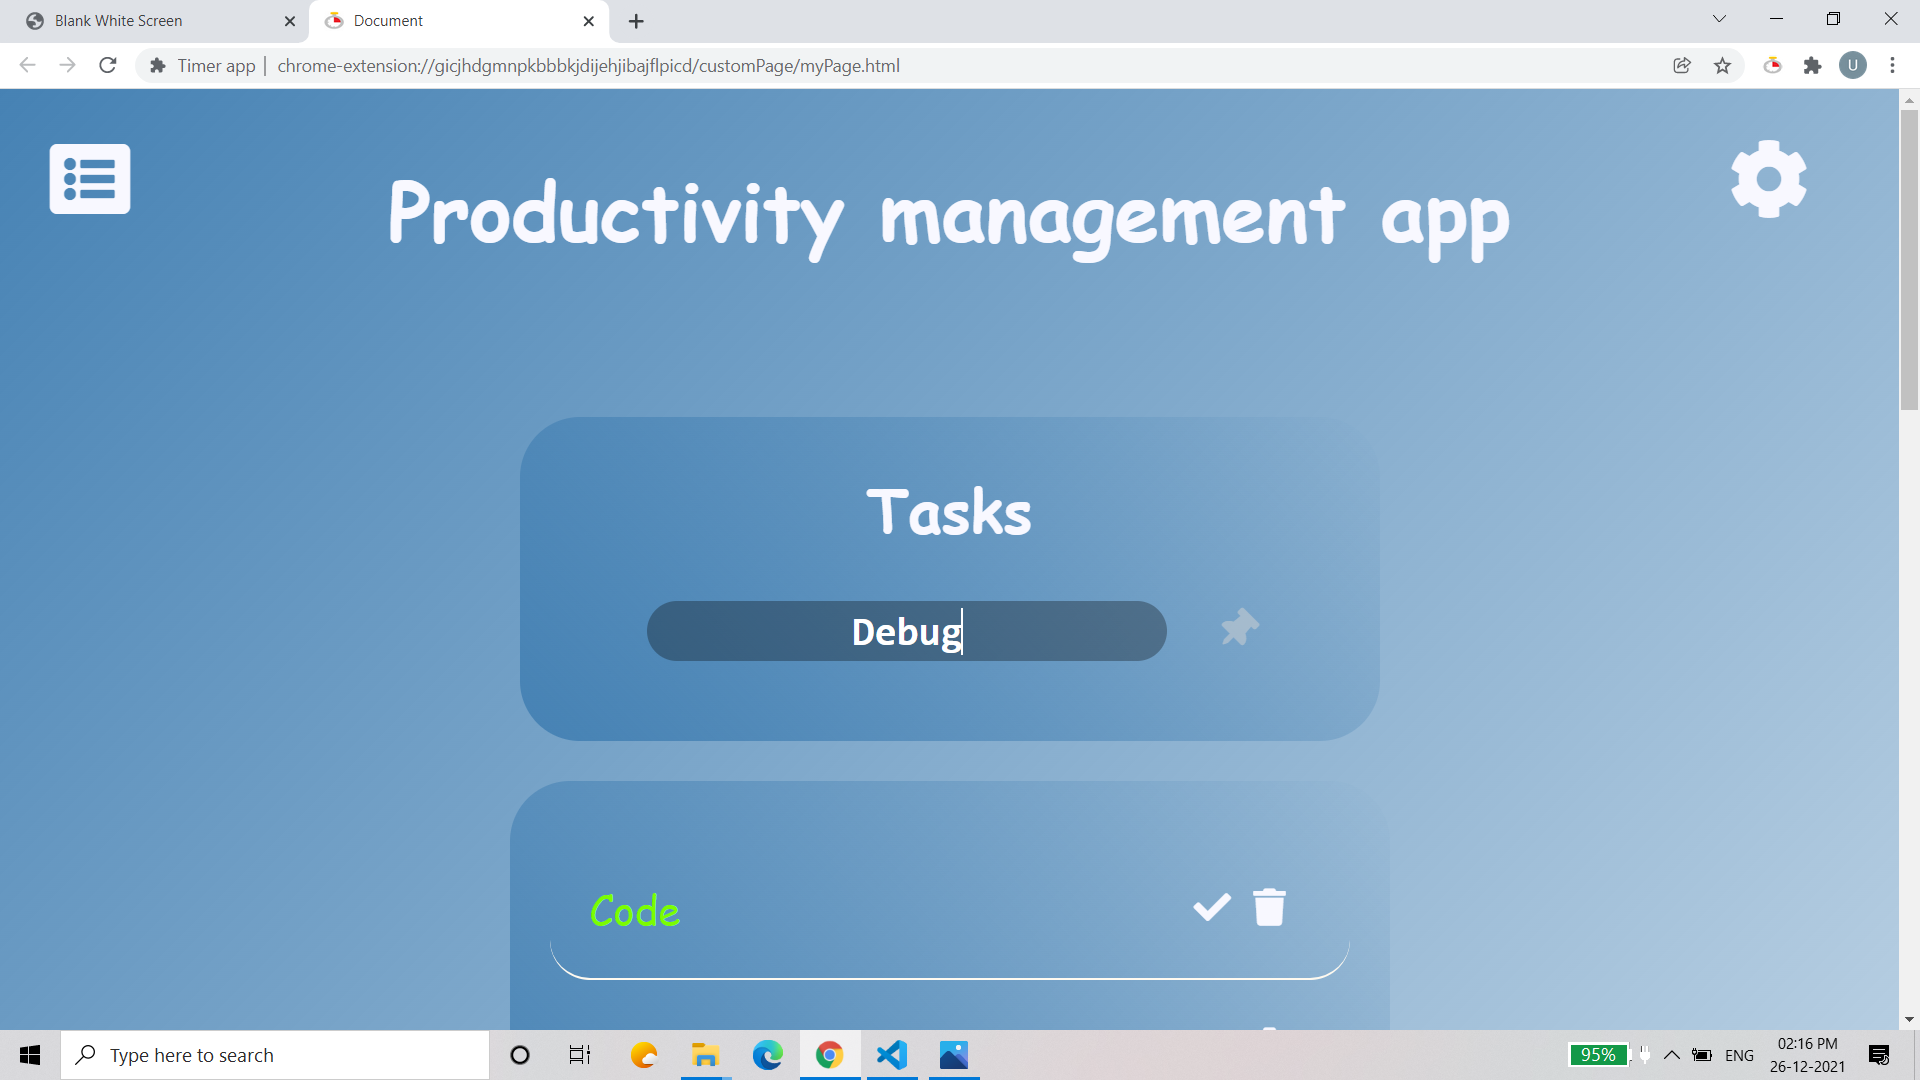 Blank White Screen
Document
Timer app | chrome-extension://gicjhdgmnpkbbbkjdijehjibajflpicd/customPage/myPage.html
U
Productivity management app
Tasks
Debug
Code
Type here to search
95%
ENG
02:16 PM
26-12-2021